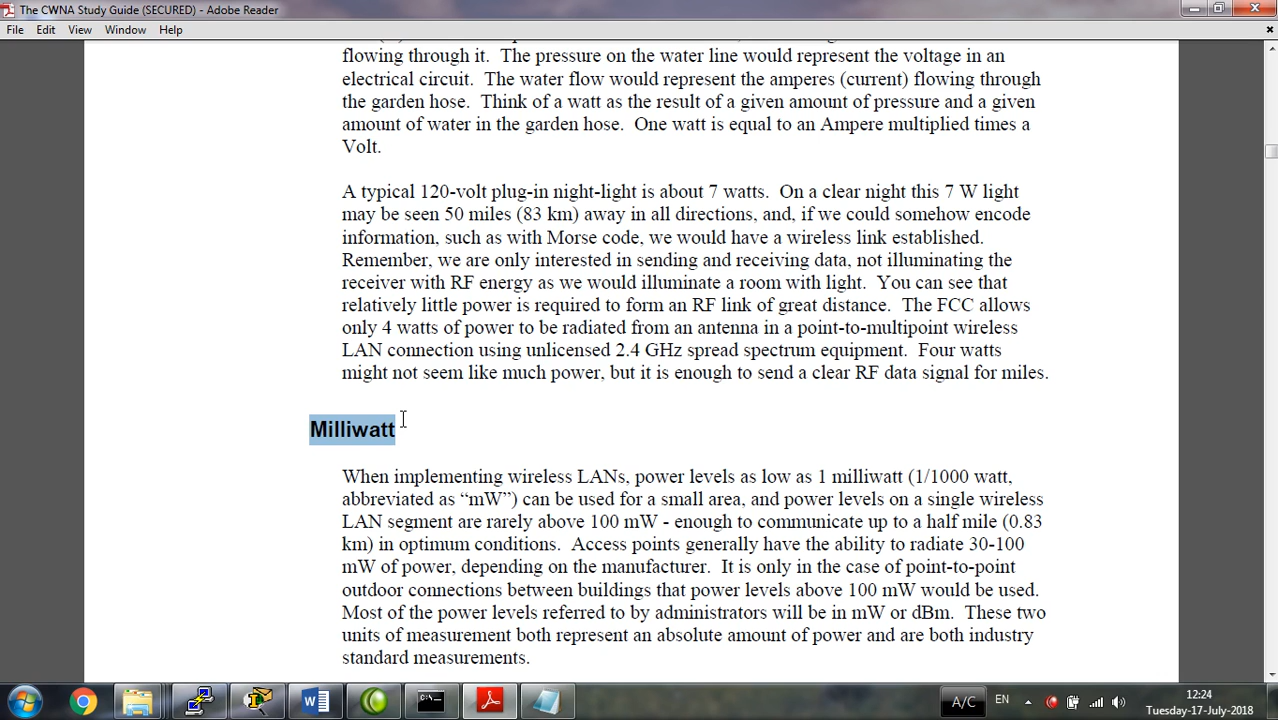 The CWNA Study Guide (SECURED) - Adobe Reader
File Edit View Window Help
flowing through it. The pressure on the water line would represent the voltage in an
electrical circuit. The water flow would represent the amperes (current) flowing through
the garden hose. Think of a watt as the result of a given amount of pressure and a given
amount of water in the garden hose. One watt is equal to an Ampere multiplied times a
Volt.
A typical 120-volt plug-in night-light is about 7 watts. On a clear night this 7 W light
may be seen 50 miles (83 km) away in all directions, and, if we could somehow encode
information, such as with Morse code, we would have a wireless link established.
Remember, we are only interested in sending and receiving data, not illuminating the
receiver with RF energy as we would illuminate a room with light. You can see that
relatively little power is required to form an RF link of great distance. The FCC allows
only 4 watts of power to be radiated from an antenna in a point-to-multipoint wireless
LAN connection using unlicensed 2.4 GHz spread spectrum equipment. Four watts
might not seem like much power, but it is enough to send a clear RF data signal for miles.
Milliwatt
When implementing wireless LANs, power levels as low as 1 milliwatt (1/1000 watt,
abbreviated as “mW”) can be used for a small area, and power levels on a single wireless
LAN segment are rarely above 100 mW - enough to communicate up to a half mile (0.83
km) in optimum conditions. Access points generally have the ability to radiate 30-100
mW of power, depending on the manufacturer. It is only in the case of point-to-point
outdoor connections between buildings that power levels above 100 mW would be used.
Most of the power levels referred to by administrators will be in mW or dBm. These two
units of measurement both represent an absolute amount of power and are both industry
standard measurements.
A/C
EN
12:24
Tuesday-17-July-2018